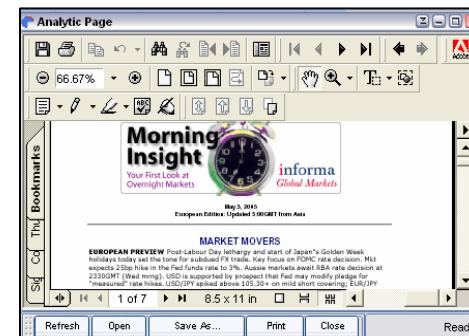 Analytic Page
Adobe
66.67%
Bookmarks
Morning
Insight
Your First Look at
Overnight Markets
informa
Global Markets
May 3, 2005
European Edition: Updated 5:00GMT from Asia
MARKET MOVERS
EUROPEAN PREVIEW Post-Labour Day lethargy and start of Japan"s Golden Week
holidays today set the tone for subdued FX trade. Key focus on FOMC rate decision. Mkt
expects 25bp hike in the Fed funds rate to 3%. Aussie markets await RBA rate decision at
2330GMT (Wed mrng). USD is supported by prospect that Fed may modify pledge for
"measured" rate hikes. USD/JPY spiked above 105.30+ on mild short covering; EUR/JPY
Thu
Co
Sig
1 of 7
8.5 x 11 in
Refresh
Open
Save As...
Print
Close
Read